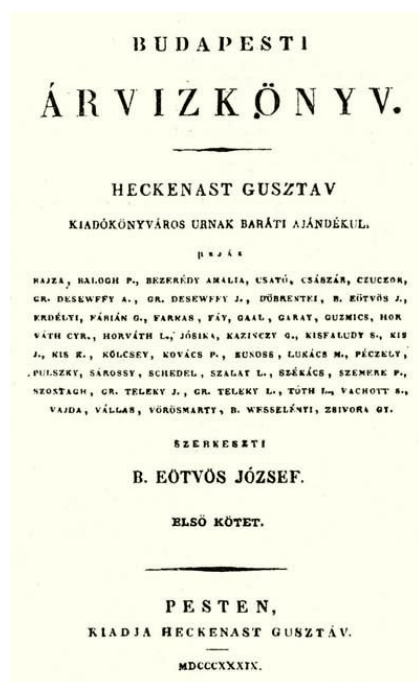 BUDAPESTI
ÁRVIZKÖNYV.
HECKENAST GUSZTAV
KIADÓKÖNYVÁROS URNAK BARÁTI AJÁNDÉKUL.
BAJZA, BALOGH P., BEZERÉDY AMALIA, CSATÓ, CSÁSZÁR, CZUCZOR,
GR. DESEWFFY A., GR. DESEWFFY J., DÖBRENTEI, B. EÖTVÖS J.,
ERDÉLYI, FÁBIÁN G., FARKAS, FÁY, GAAL, GARAY, GUZMICS, HOR
VÁTH CYR., HORVÁTH L., JÓSIKA, KAZINCZY G., KISFALUDY S., KIS
J., KIS K., KÖLCSEY, KOVÁCS P., KUNOSS, LUKÁCS M., PÉCZELY,
PULSZKY, SÁROSSY, SCHEDEL, SZALAY L., SZÉKÁCS, SZEMERE P.,
SZOSTAGH, GR. TELEKY J., GR. TELEKY L., TÓTH L., VACHOTT S.,
VAJDA, VÁLLAS, VÖRÖSMARTY, B. WESSELÉNYI, ZSIVORA GY.
SZERKESZTI
B. EÖTVÖS JÓZSEF.
ELSŐ KÖTET.
PESTEN,
KIADJA HECKENAST GUSZTÁV.
MDCCCXXXIX.